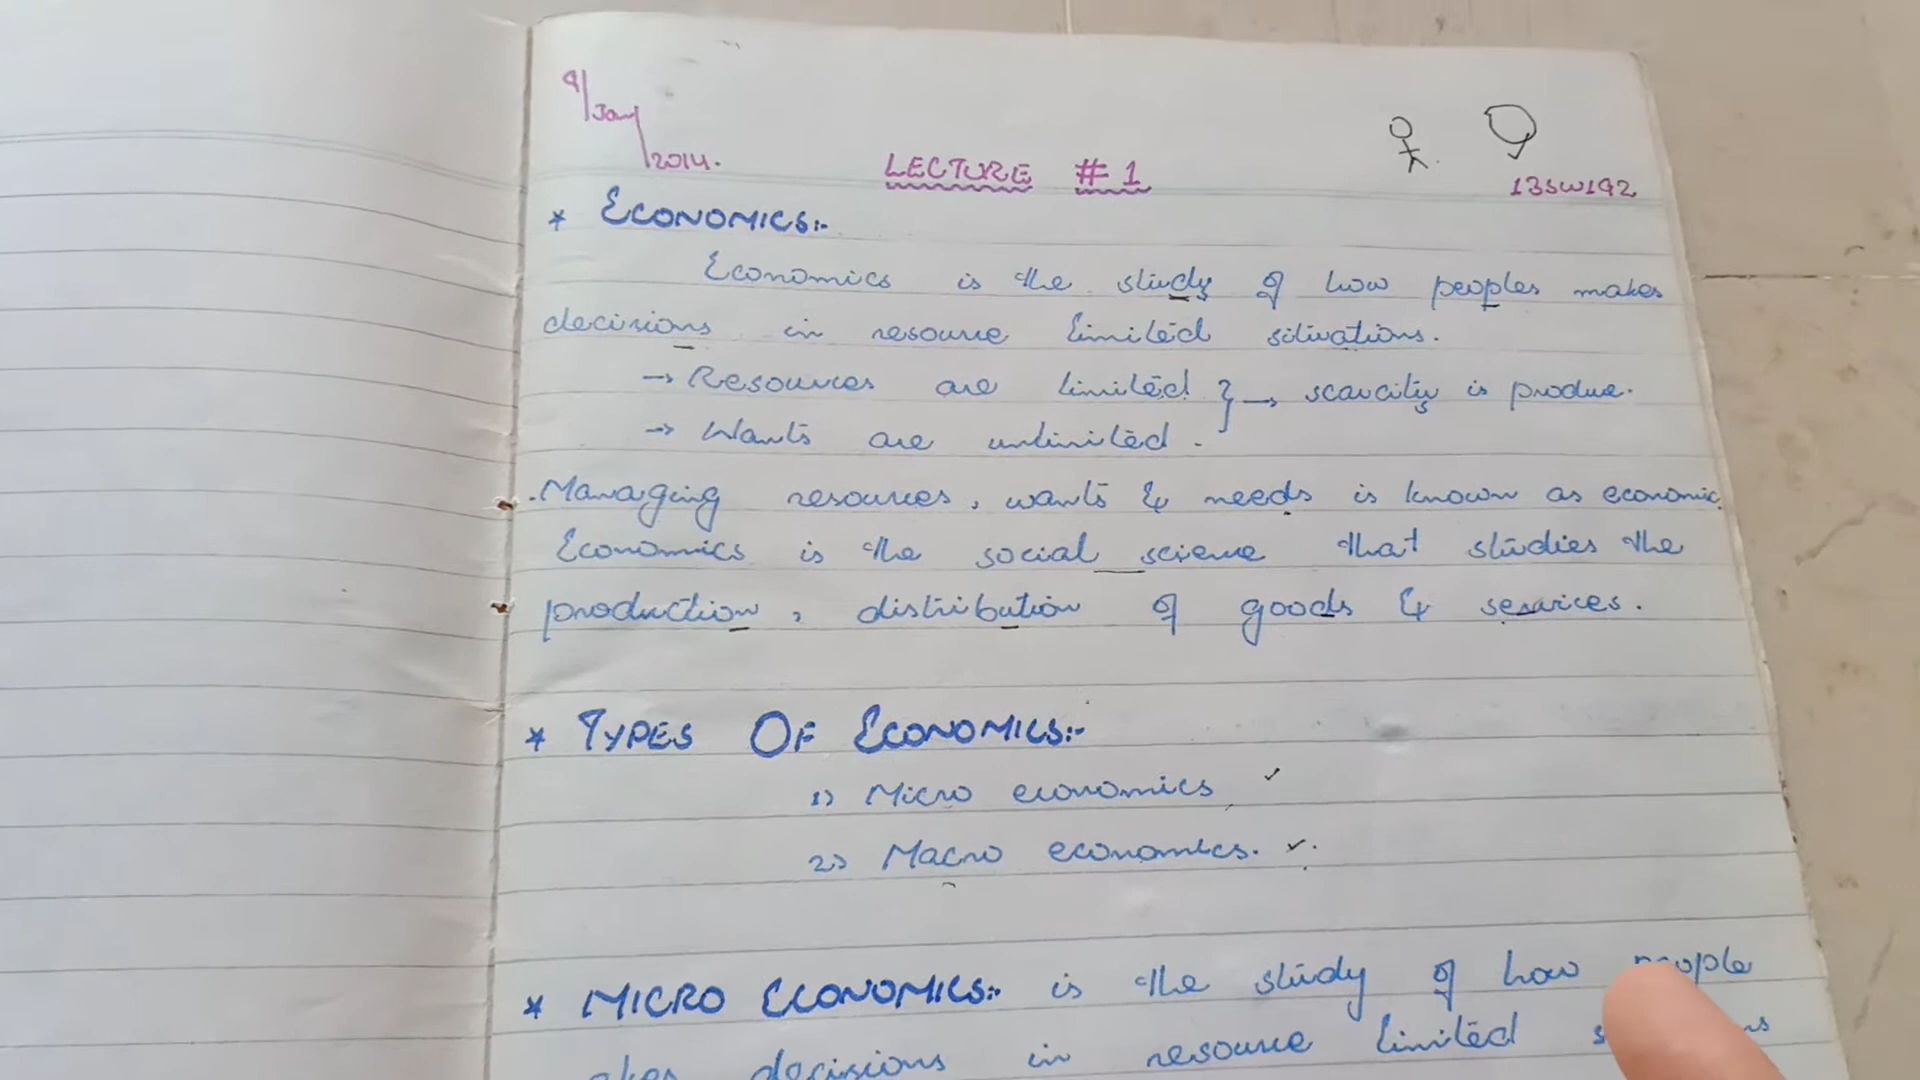 9/Jan/2014.
LECTURE # 1
13SW192
* ECONOMICS:-
Economics is the study of how peoples makes
decisions in resource limited situations.
→ Resources are limited } → scarcity is produce.
→ Wants are unlimited.
Managing resources, wants & needs is known as economic
Economics is the social science that studies the
production, distribution of goods & services.
* TYPES OF ECONOMICS:-
1) Micro economics ✓
2) Macro economics. ✓
* MICRO ECONOMICS:- is the study of how people
decisions in resource limited